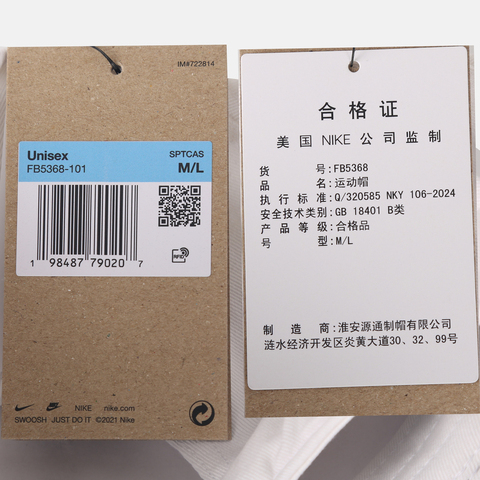 IM#722814
Unisex SPTCAS
FB5368-101 M/L
RFID
1 98487 79020 7
NIKE nike.com
SWOOSH JUST DO IT ©2021 Nike
合格证
美国 NIKE 公司监制
货号:FB5368
品名:运动帽
执行标准:Q/320585 NKY 106-2024
安全技术类别:GB 18401 B类
产品等级:合格品
号型:M/L
制造商:淮安源通制帽有限公司
涟水经济开发区炎黄大道30、32、99号